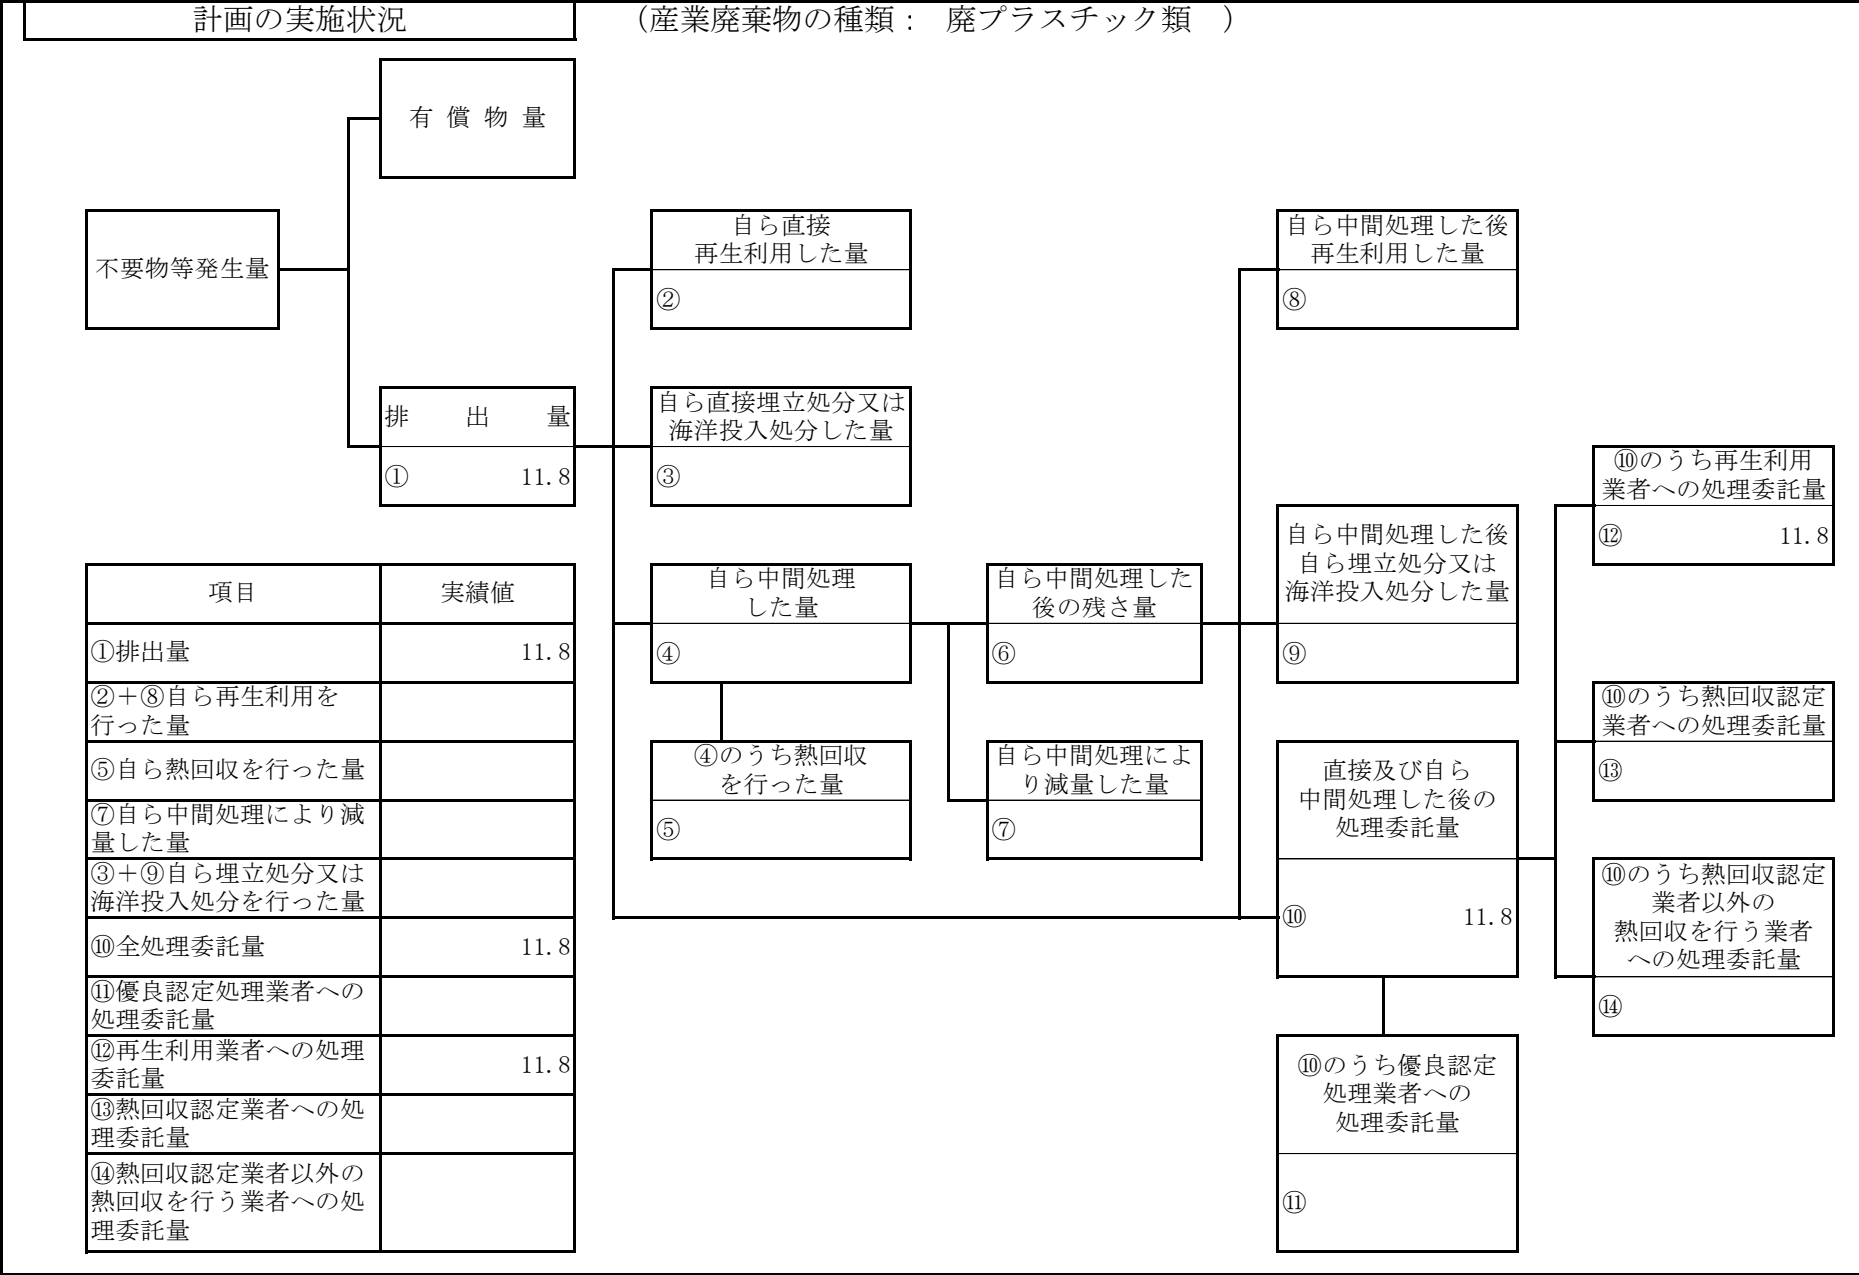 計画の実施状況
（産業廃棄物の種類： 廃プラスチック類 ）
有 償 物 量
不要物等発生量
自ら直接
再生利用した量
②
自ら中間処理した後
再生利用した量
⑧
排 出 量
① 11.8
自ら直接埋立処分又は
海洋投入処分した量
③
⑩のうち再生利用
業者への処理委託量
⑫ 11.8
自ら中間処理した後
自ら埋立処分又は
海洋投入処分した量
⑨
自ら中間処理
した量
④
自ら中間処理した
後の残さ量
⑥
④のうち熱回収
を行った量
⑤
自ら中間処理によ
り減量した量
⑦
⑩のうち熱回収認定
業者への処理委託量
⑬
直接及び自ら
中間処理した後の
処理委託量
⑩ 11.8
⑩のうち熱回収認定
業者以外の
熱回収を行う業者
への処理委託量
⑭
⑩のうち優良認定
処理業者への
処理委託量
⑪
項目 実績値
①排出量 11.8
②＋⑧自ら再生利用を
行った量
⑤自ら熱回収を行った量
⑦自ら中間処理により減
量した量
③＋⑨自ら埋立処分又は
海洋投入処分を行った量
⑩全処理委託量 11.8
⑪優良認定処理業者への
処理委託量
⑫再生利用業者への処理
委託量 11.8
⑬熱回収認定業者への処
理委託量
⑭熱回収認定業者以外の
熱回収を行う業者への処
理委託量